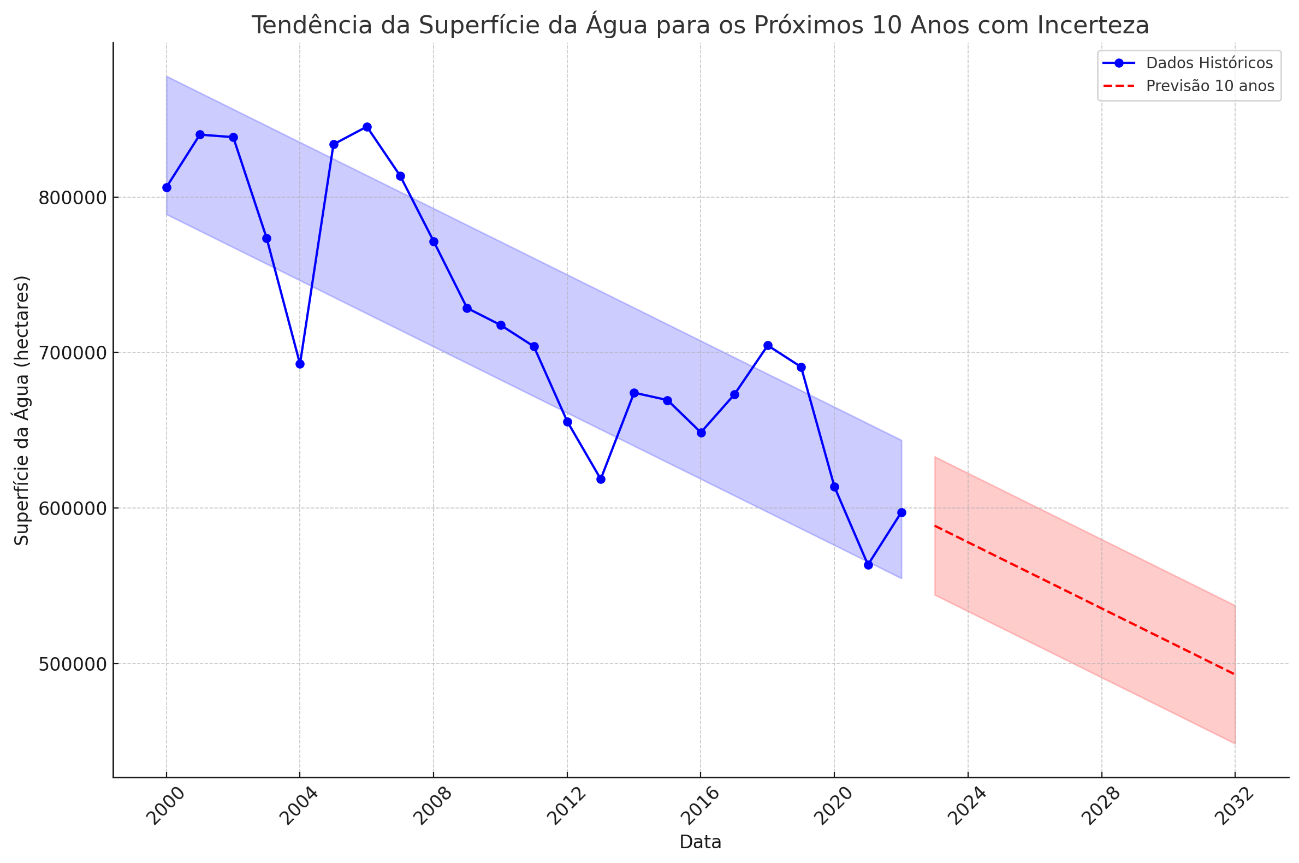 Tendência da Superfície da Água para os Próximos 10 Anos com Incerteza
Dados Históricos
Previsão 10 anos
Superfície da Água (hectares)
800000
700000
600000
500000
2000
2004
2008
2012
2016
2020
2024
2028
2032
Data